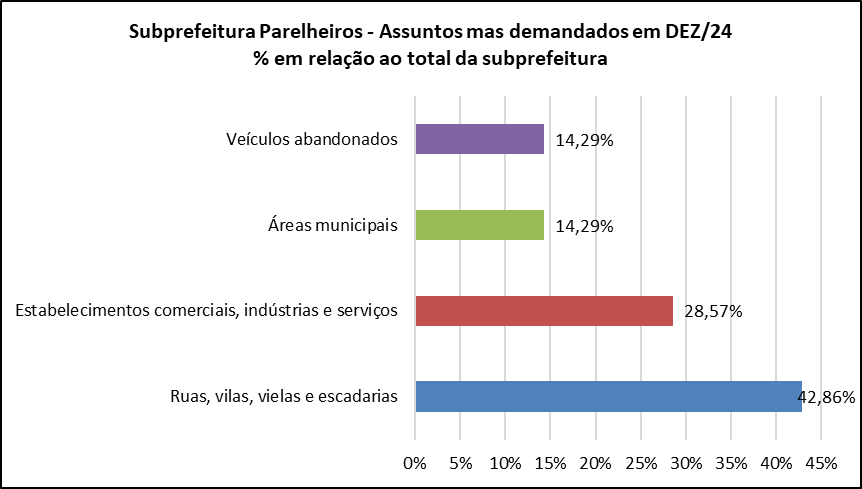 Subprefeitura Parelheiros - Assuntos mas demandados em DEZ/24
% em relação ao total da subprefeitura
Veículos abandonados
14,29%
Áreas municipais
14,29%
Estabelecimentos comerciais, indústrias e serviços
28,57%
Ruas, vilas, vielas e escadarias
42,86%
0% 5% 10% 15% 20% 25% 30% 35% 40% 45%